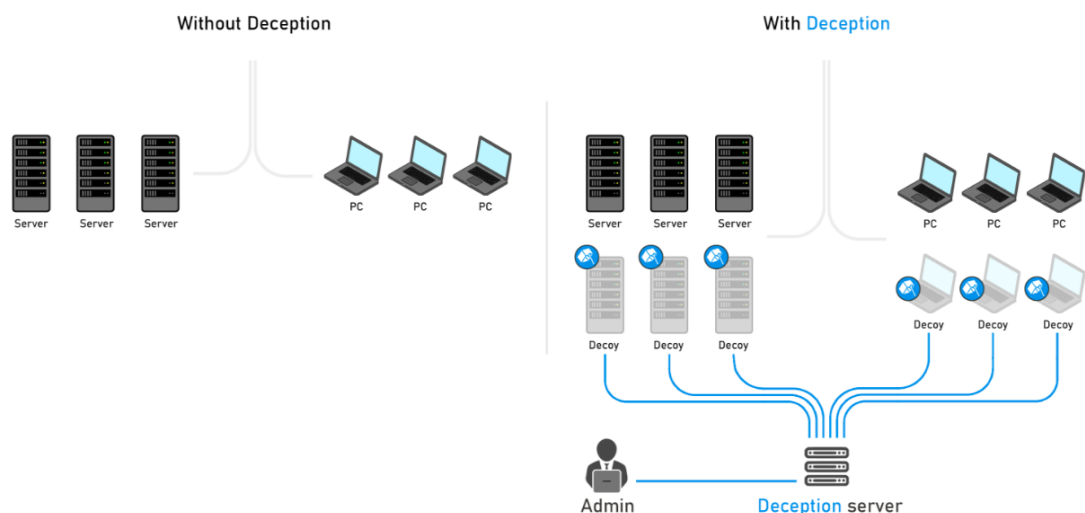 Without Deception
Server Server Server
PC PC PC
With Deception
Server Server Server
PC PC PC
Decoy Decoy Decoy
Decoy Decoy Decoy
Admin
Deception server